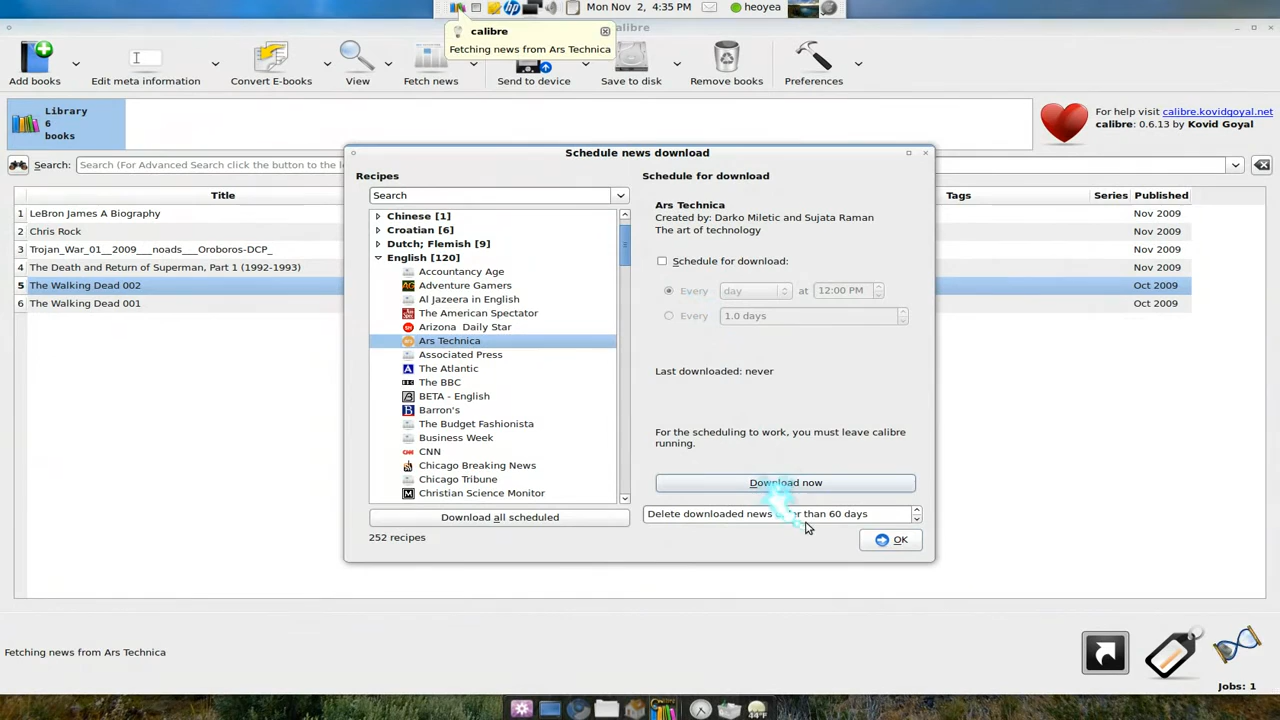 Mon Nov 2, 4:35 PM
heoyea
calibre
calibre
Fetching news from Ars Technica
Add books
Edit meta information
Convert E-books
View
Fetch news
Send to device
Save to disk
Remove books
Preferences
Library
6
books
For help visit calibre.kovidgoyal.net
calibre: 0.6.13 by Kovid Goyal
Search:
Search (For Advanced Search click the button to the le
Title
Tags
Series
Published
1 LeBron James A Biography Nov 2009
2 Chris Rock Nov 2009
3 Trojan_War_01__2009__noads__Oroboros-DCP_ Nov 2009
4 The Death and Return of Superman, Part 1 (1992-1993) Nov 2009
5 The Walking Dead 002 Oct 2009
6 The Walking Dead 001 Oct 2009
Schedule news download
Recipes
Search
Chinese [1]
Croatian [6]
Dutch; Flemish [9]
English [120]
Accountancy Age
Adventure Gamers
Al Jazeera in English
The American Spectator
Arizona Daily Star
Ars Technica
Associated Press
The Atlantic
The BBC
BETA - English
Barron's
The Budget Fashionista
Business Week
CNN
Chicago Breaking News
Chicago Tribune
Christian Science Monitor
Download all scheduled
252 recipes
Schedule for download
Ars Technica
Created by: Darko Miletic and Sujata Raman
The art of technology
Schedule for download:
Every day at 12:00 PM
Every 1.0 days
Last downloaded: never
For the scheduling to work, you must leave calibre
running.
Download now
Delete downloaded news older than 60 days
OK
Fetching news from Ars Technica
Jobs: 1